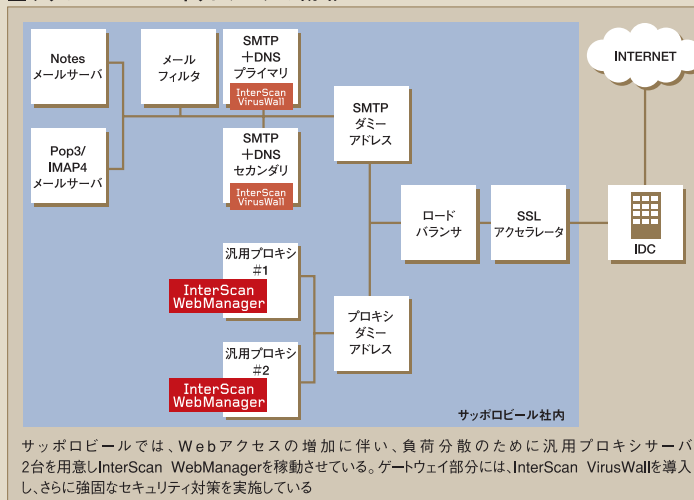 Notes
メールサーバ
メール
フィルタ
SMTP
＋DNS
プライマリ
InterScan
VirusWall
INTERNET
SMTP
ダミー
アドレス
Pop3/
IMAP4
メールサーバ
SMTP
＋DNS
セカンダリ
InterScan
VirusWall
ロード
バランサ
SSL
アクセラレータ
IDC
汎用プロキシ
#1
InterScan
WebManager
プロキシ
ダミー
アドレス
汎用プロキシ
#2
InterScan
WebManager
サッポロビール社内
サッポロビールでは、Webアクセスの増加に伴い、負荷分散のために汎用プロキシサーバ
2台を用意しInterScan WebManagerを稼動させている。ゲートウェイ部分には、InterScan VirusWallを導入
し、さらに強固なセキュリティ対策を実施している